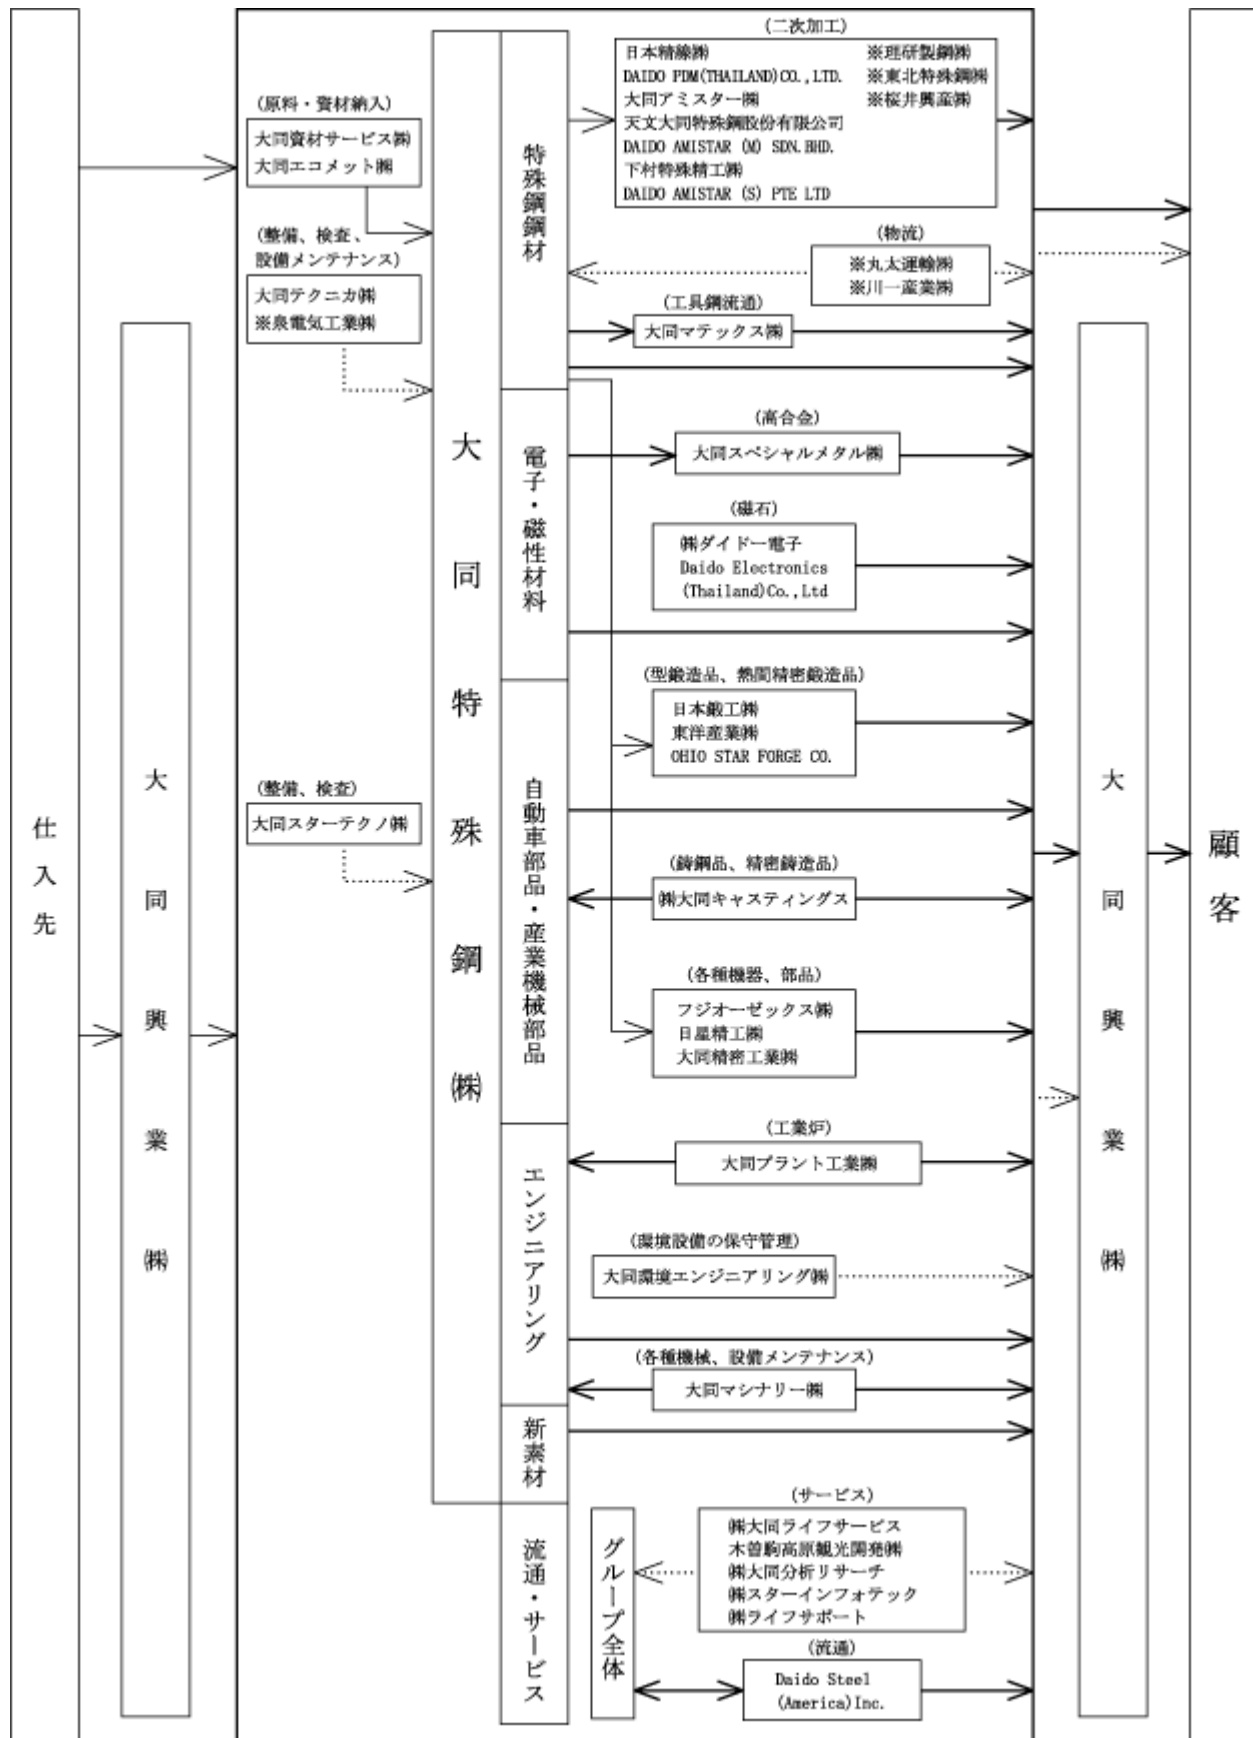 仕入先
大同興業㈱
(原料・資材納入)
大同資材サービス㈱
大同エコメット㈱
(整備、検査、
設備メンテナンス)
大同テクニカ㈱
※泉電気工業㈱
(整備、検査)
大同スターテクノ㈱
大同特殊鋼㈱
特殊鋼鋼材
(二次加工)
日本精線㈱
DAIDO PDM(THAILAND)CO.,LTD.
大同アミスター㈱
天文大同特殊鋼股份有限公司
DAIDO AMISTAR (M) SDN.BHD.
下村特殊精工㈱
DAIDO AMISTAR (S) PTE LTD
※理研製鋼㈱
※東北特殊鋼㈱
※桜井興産㈱
(物流)
※丸太運輸㈱
※川一産業㈱
(工具鋼流通)
大同マテックス㈱
電子・磁性材料
(高合金)
大同スペシャルメタル㈱
(磁石)
㈱ダイドー電子
Daido Electronics
(Thailand)Co.,Ltd
自動車部品・産業機械部品
(型鍛造品、熱間精密鍛造品)
日本鍛工㈱
東洋産業㈱
OHIO STAR FORGE CO.
(鋳鋼品、精密鋳造品)
㈱大同キャスティングス
(各種機器、部品)
フジオーゼックス㈱
日星精工㈱
大同精密工業㈱
エンジニアリング
(工業炉)
大同プラント工業㈱
(環境設備の保守管理)
大同環境エンジニアリング㈱
(各種機械、設備メンテナンス)
大同マシナリー㈱
新素材
流通・サービス
グループ全体
(サービス)
㈱大同ライフサービス
木曽駒高原観光開発㈱
㈱大同分析リサーチ
㈱スターインフォテック
㈱ライフサポート
(流通)
Daido Steel
(America)Inc.
大同興業㈱
顧客